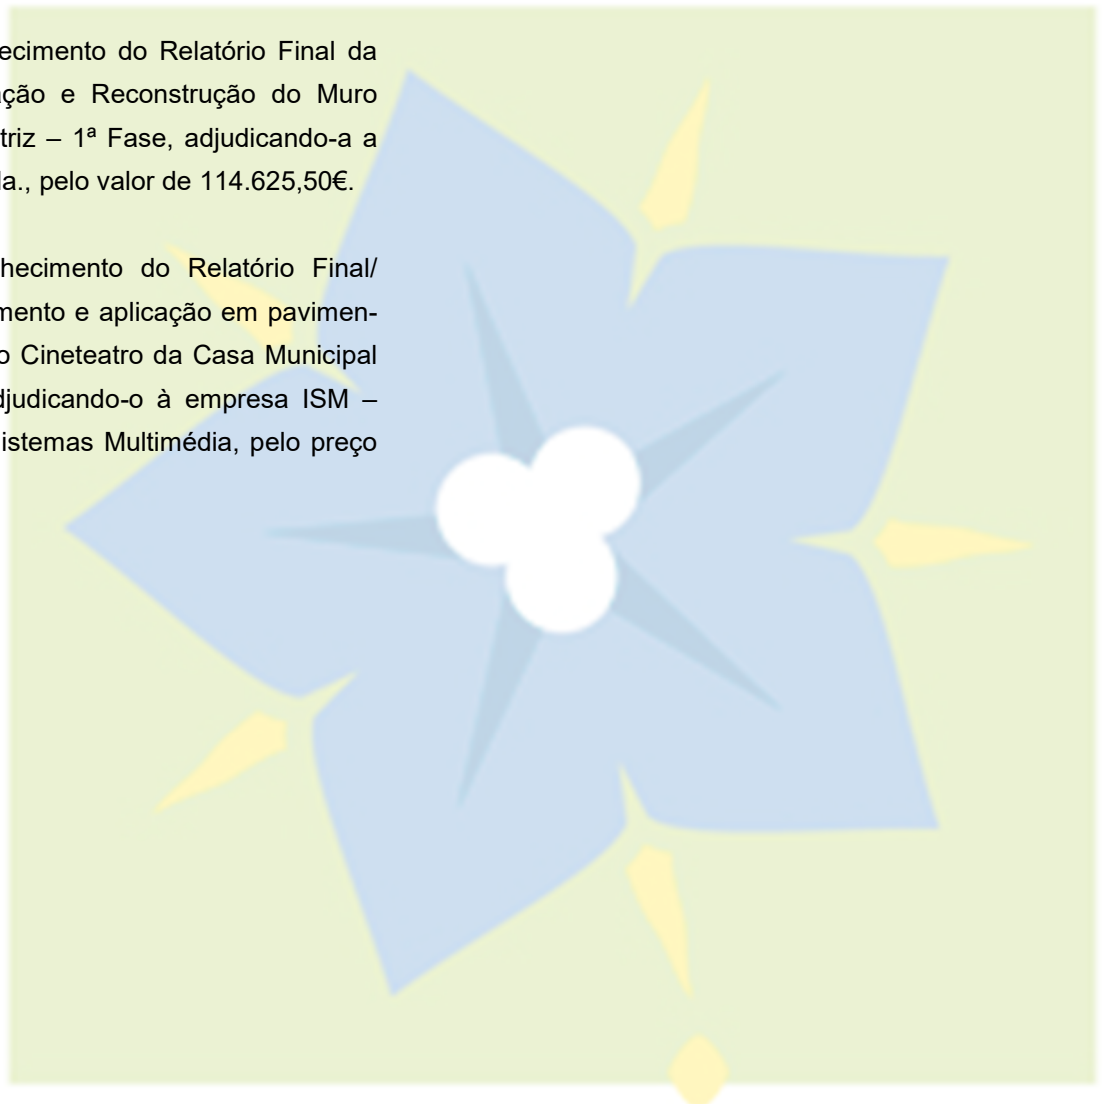 ecimento do Relatório Final da
ção e Reconstrução do Muro
triz – 1ª Fase, adjudicando-a a
a., pelo valor de 114.625,50€.
hecimento do Relatório Final/
mento e aplicação em pavimen-
o Cineteatro da Casa Municipal
djudicando-o à empresa ISM –
istemas Multimédia, pelo preço